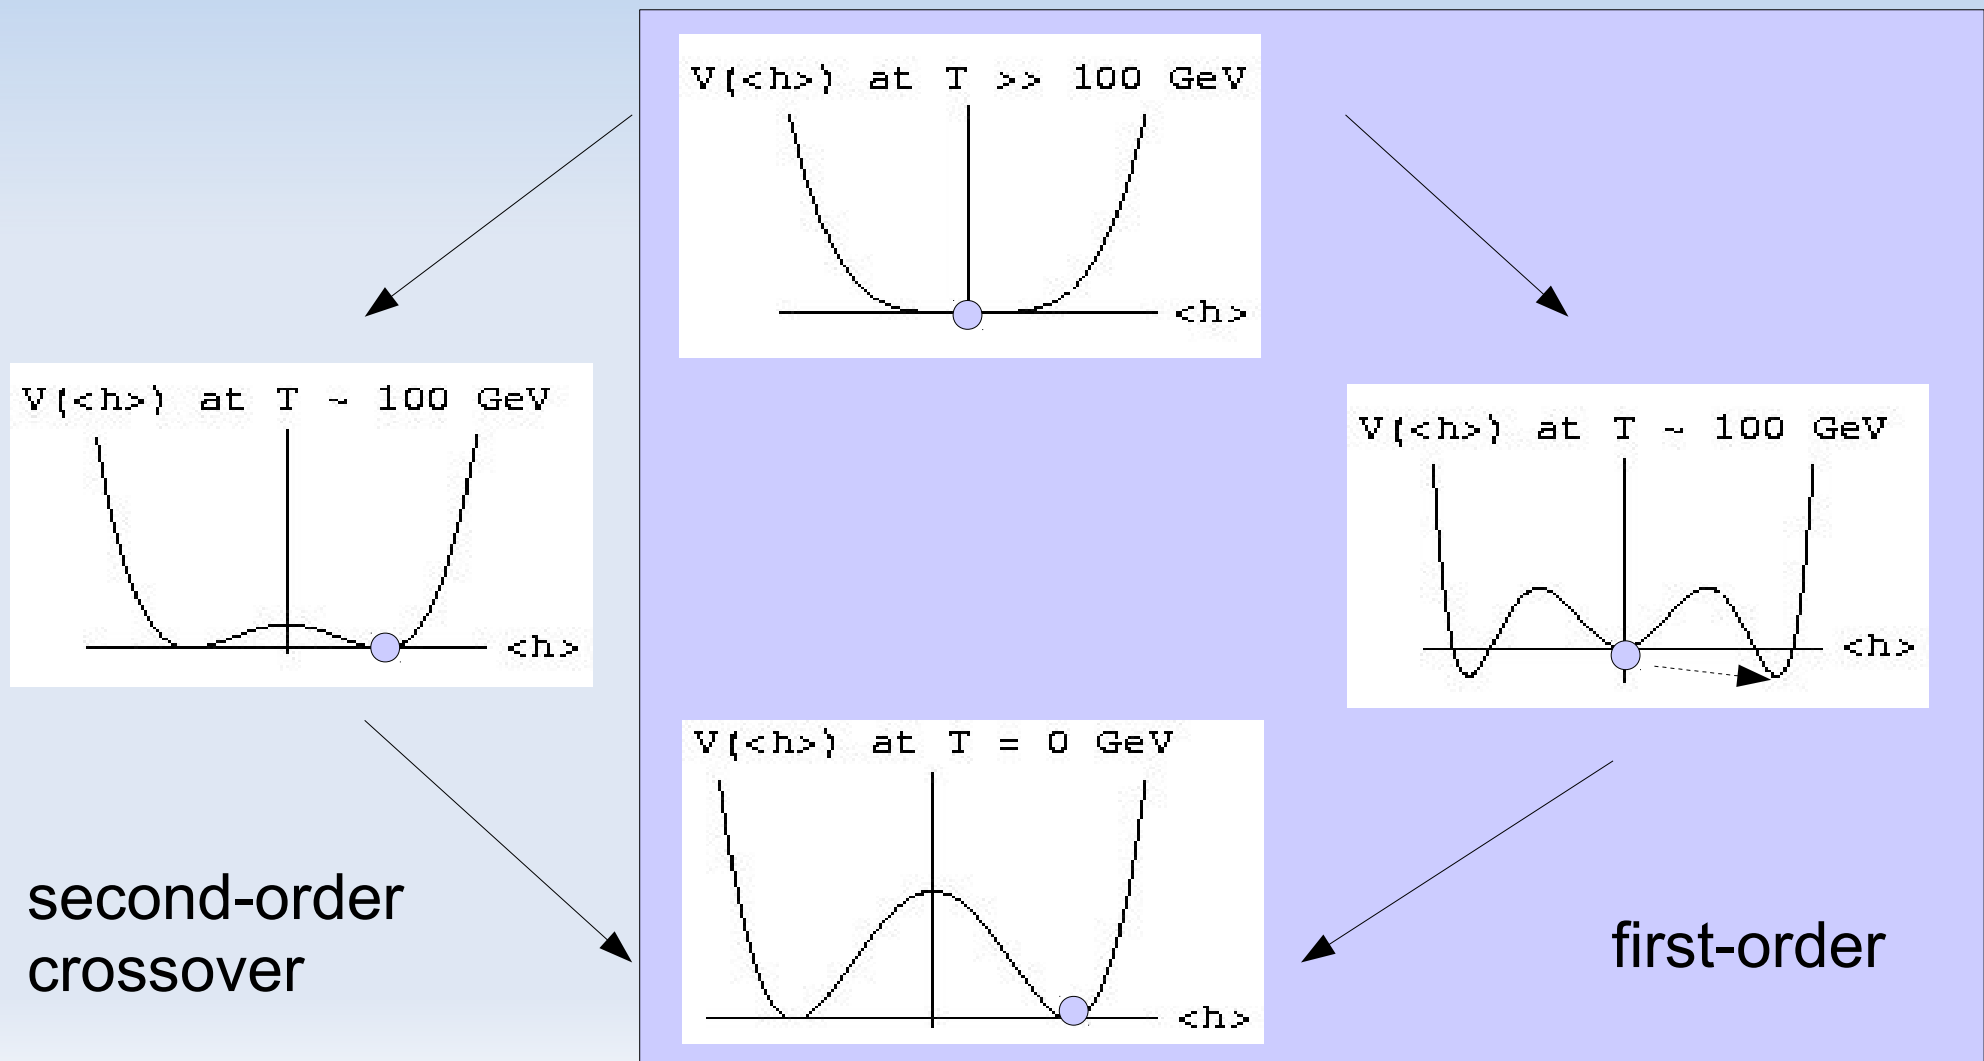 V(<h>) at T >> 100 GeV
<h>
V(<h>) at T ~ 100 GeV
<h>
V(<h>) at T ~ 100 GeV
<h>
V(<h>) at T = 0 GeV
<h>
second-order
crossover
first-order